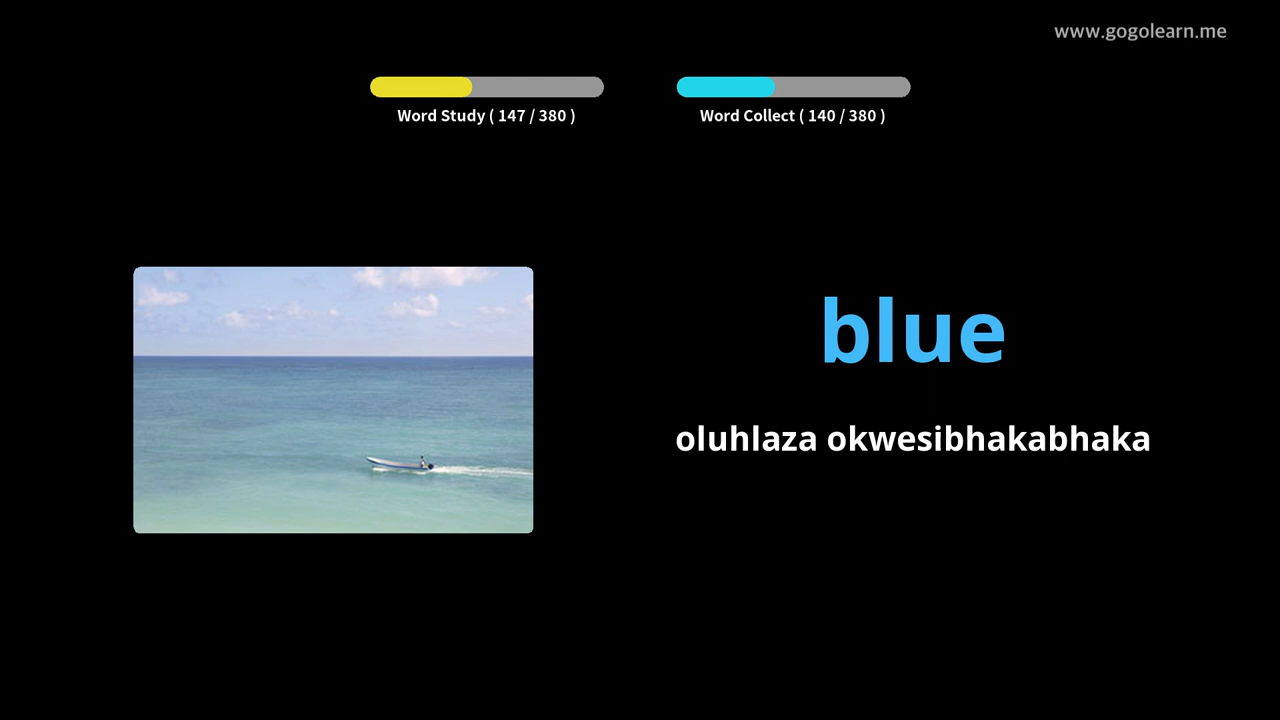 www.gogolearn.me
Word Study ( 147 / 380 )
Word Collect ( 140 / 380 )
blue
oluhlaza okwesibhakabhaka